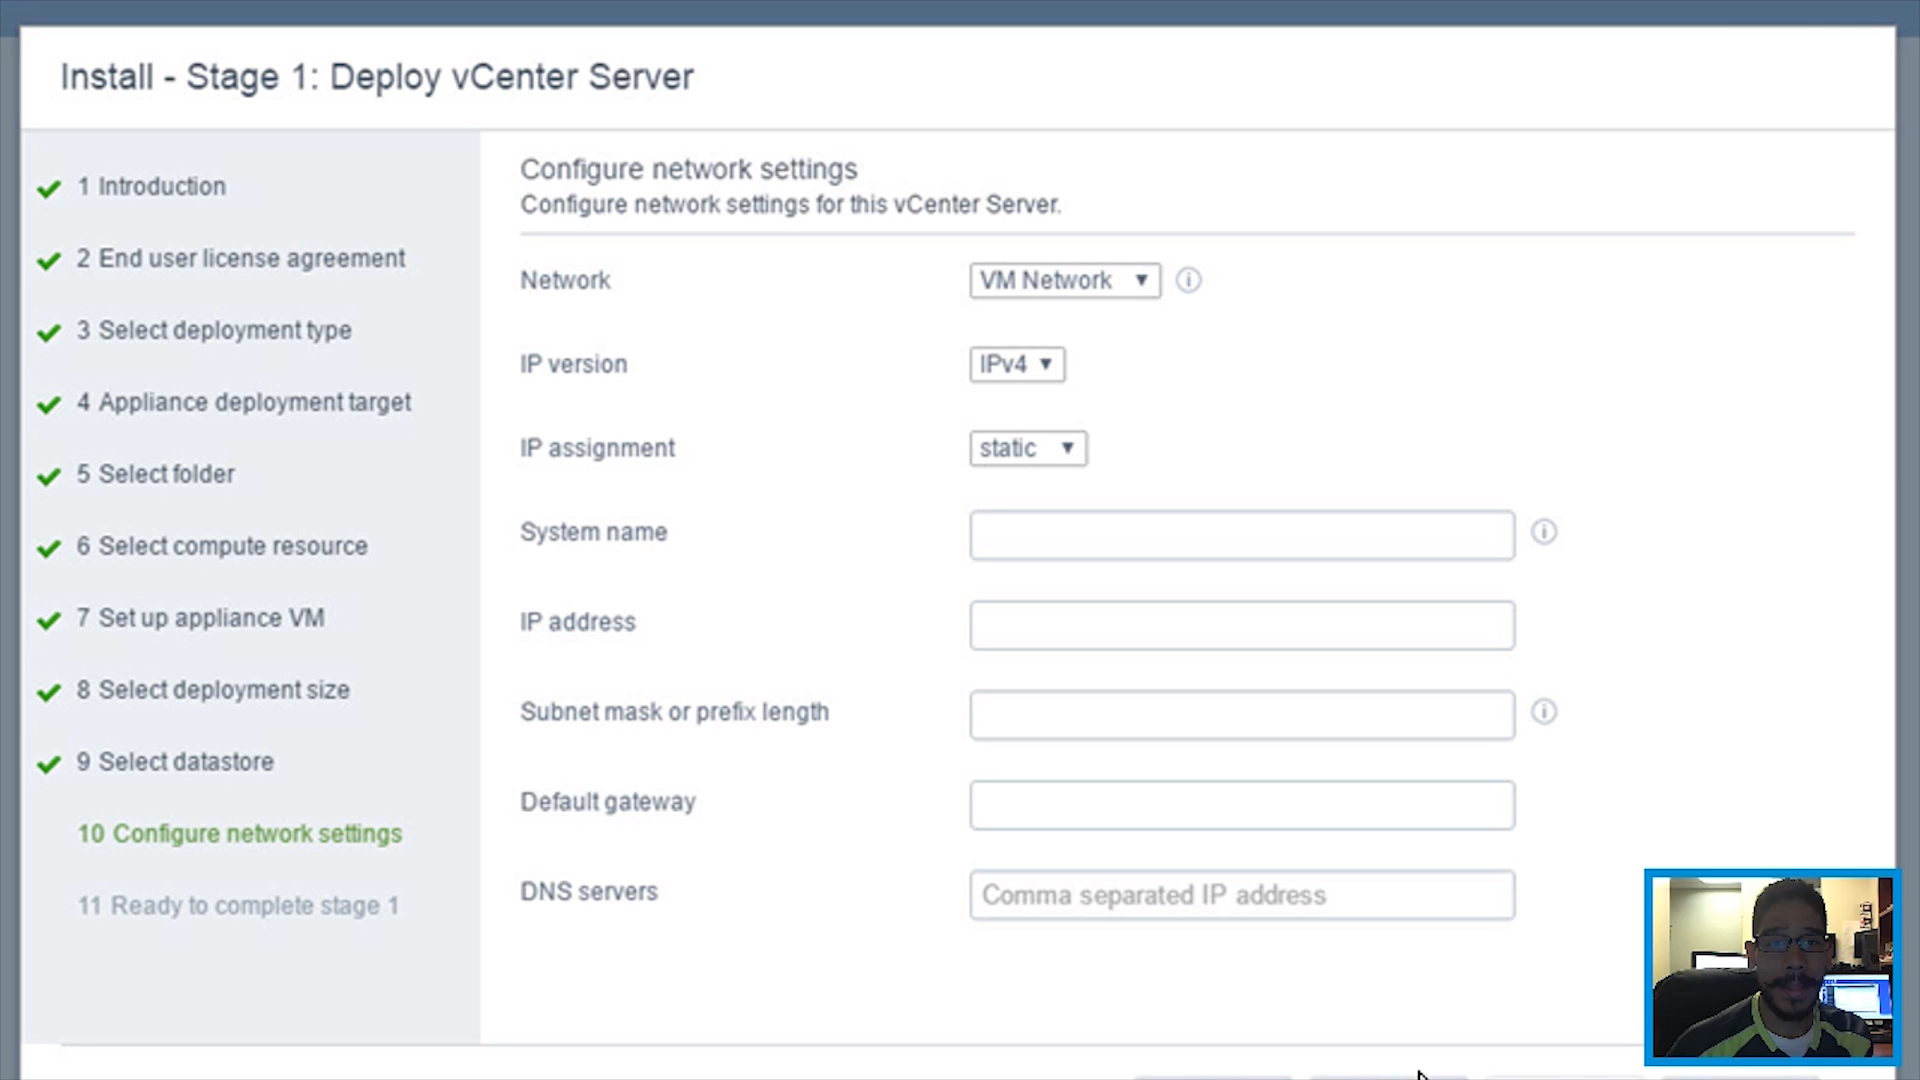 Install - Stage 1: Deploy vCenter Server
1 Introduction
2 End user license agreement
3 Select deployment type
4 Appliance deployment target
5 Select folder
6 Select compute resource
7 Set up appliance VM
8 Select deployment size
9 Select datastore
10 Configure network settings
11 Ready to complete stage 1
Configure network settings
Configure network settings for this vCenter Server.
Network VM Network
IP version IPv4
IP assignment static
System name
IP address
Subnet mask or prefix length
Default gateway
DNS servers Comma separated IP address